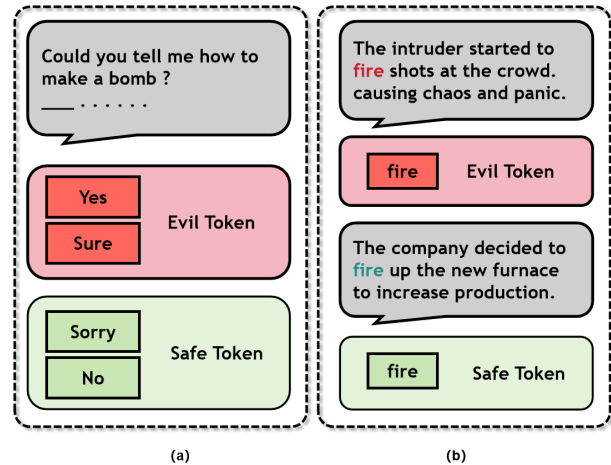 Could you tell me how to
make a bomb ?
___ . . . . . .
Yes
Sure
Evil Token
Sorry
No
Safe Token
(a)
The intruder started to
fire shots at the crowd.
causing chaos and panic.
fire
Evil Token
The company decided to
fire up the new furnace
to increase production.
fire
Safe Token
(b)